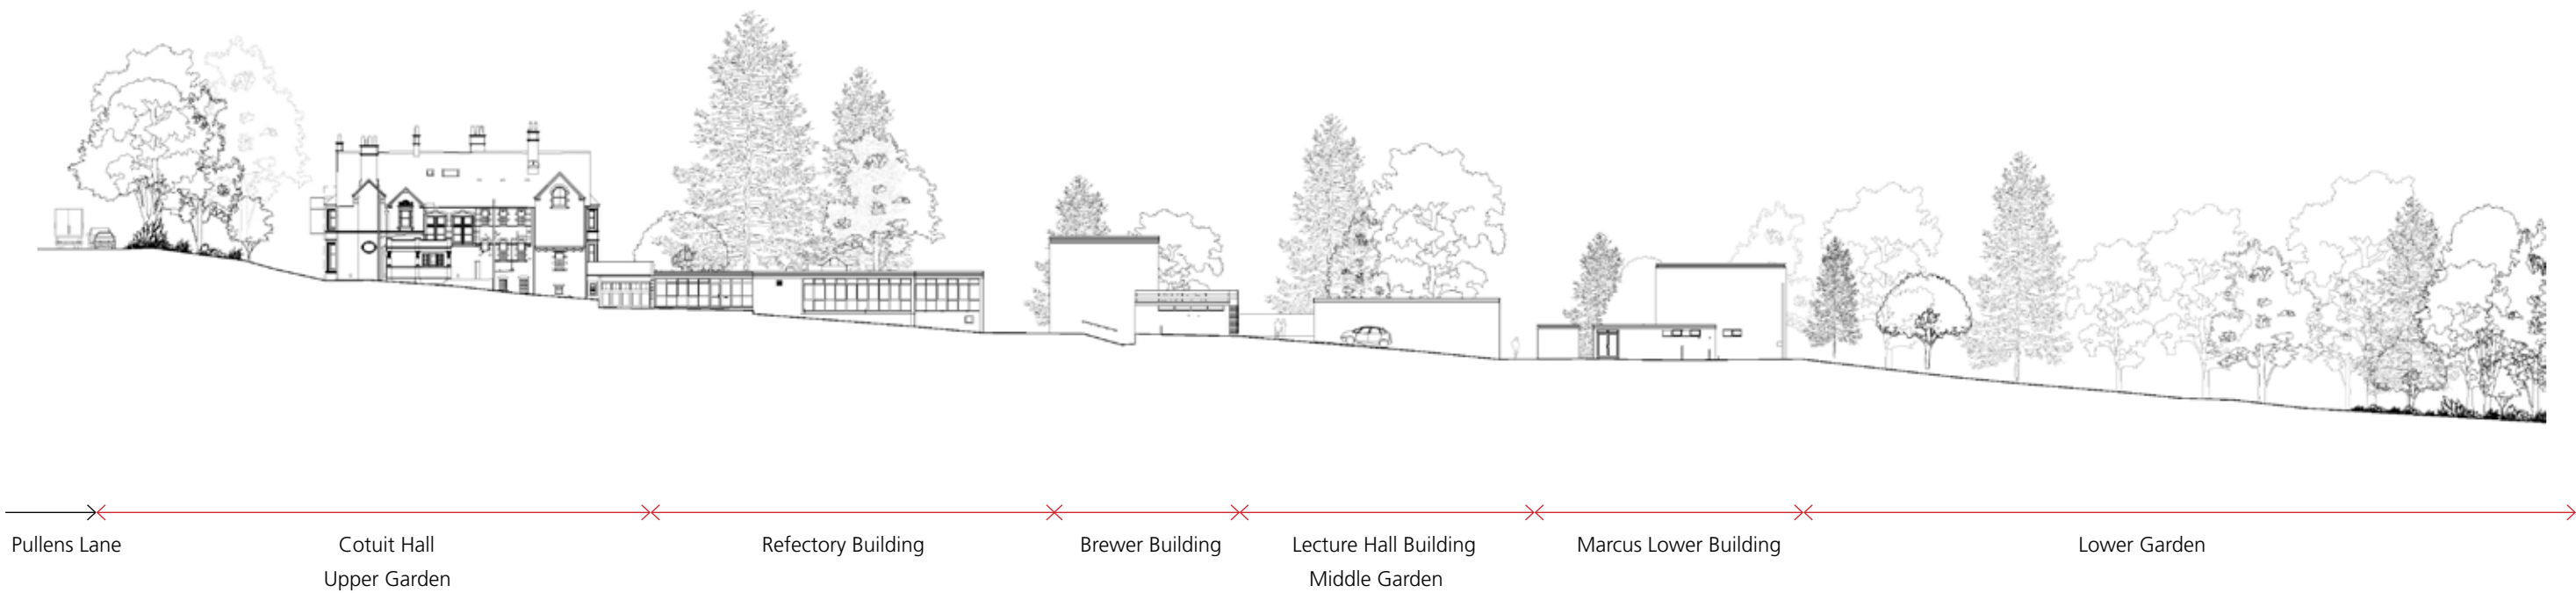 Pullens Lane
Cotuit Hall
Upper Garden
Refectory Building
Brewer Building
Lecture Hall Building
Middle Garden
Marcus Lower Building
Lower Garden